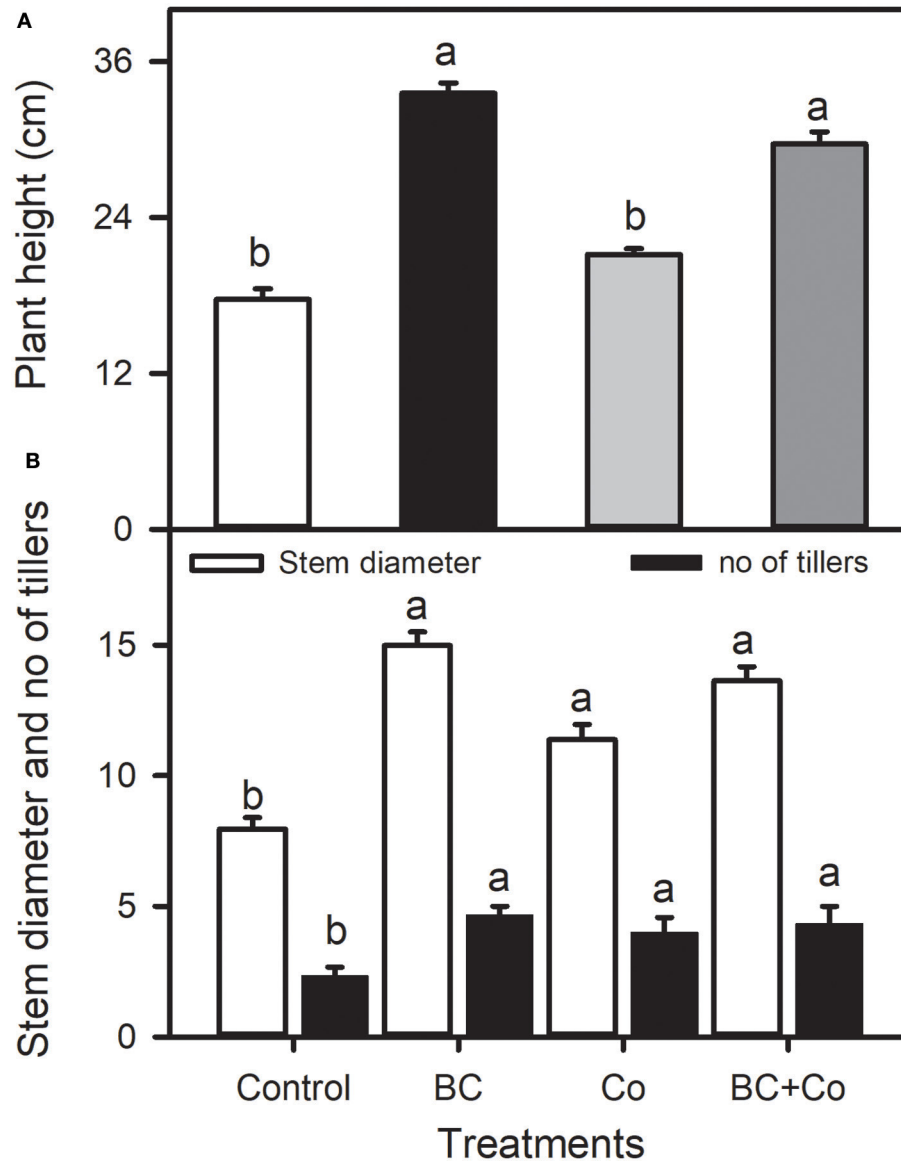 A
Plant height (cm)
36
24
12
0
b
a
b
a
B
Stem diameter and no of tillers
Stem diameter
no of tillers
15
10
5
0
b
b
a
a
a
a
a
a
Control
BC
Co
BC+Co
Treatments